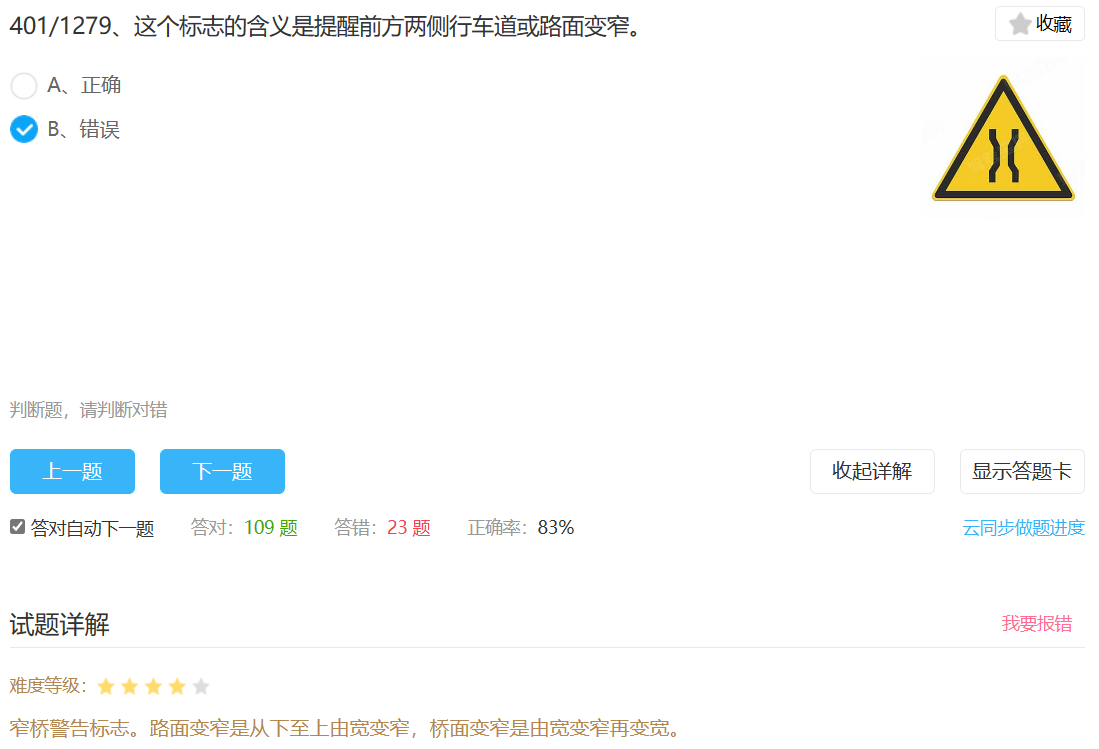 401/1279、这个标志的含义是提醒前方两侧行车道或路面变窄。
收藏
A、正确
B、错误
判断题，请判断对错
上一题 下一题 收起详解 显示答题卡
答对自动下一题 答对：109 题 答错：23 题 正确率：83% 云同步做题进度
试题详解 我要报错
难度等级：
窄桥警告标志。路面变窄是从下至上由宽变窄，桥面变窄是由宽变窄再变宽。